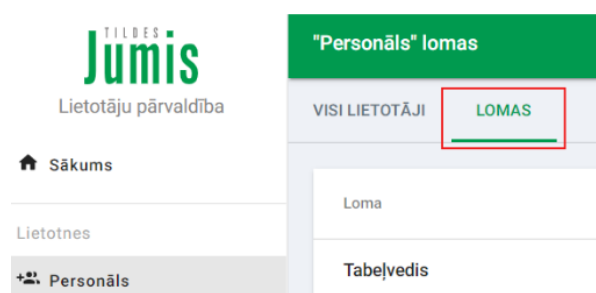 TILDES
Jumis
Lietotāju pārvaldība
Sākums
Lietotnes
Personāls
"Personāls" lomas
VISI LIETOTĀJI
LOMAS
Loma
Tabeļvedis